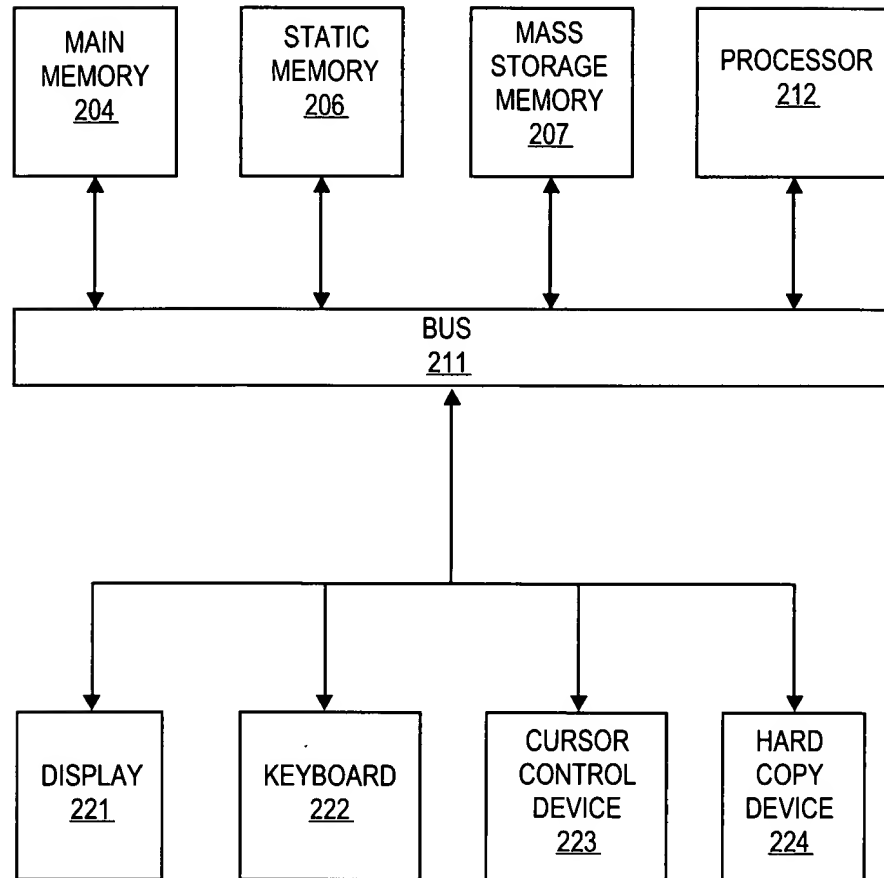 MAIN
MEMORY
204
STATIC
MEMORY
206
MASS
STORAGE
MEMORY
207
PROCESSOR
212
BUS
211
DISPLAY
221
KEYBOARD
222
CURSOR
CONTROL
DEVICE
223
HARD
COPY
DEVICE
224